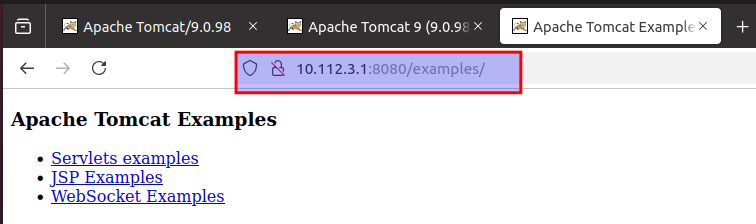 Apache Tomcat/9.0.98
Apache Tomcat 9 (9.0.98
Apache Tomcat Example
10.112.3.1:8080/examples/
Apache Tomcat Examples
Servlets examples
JSP Examples
WebSocket Examples